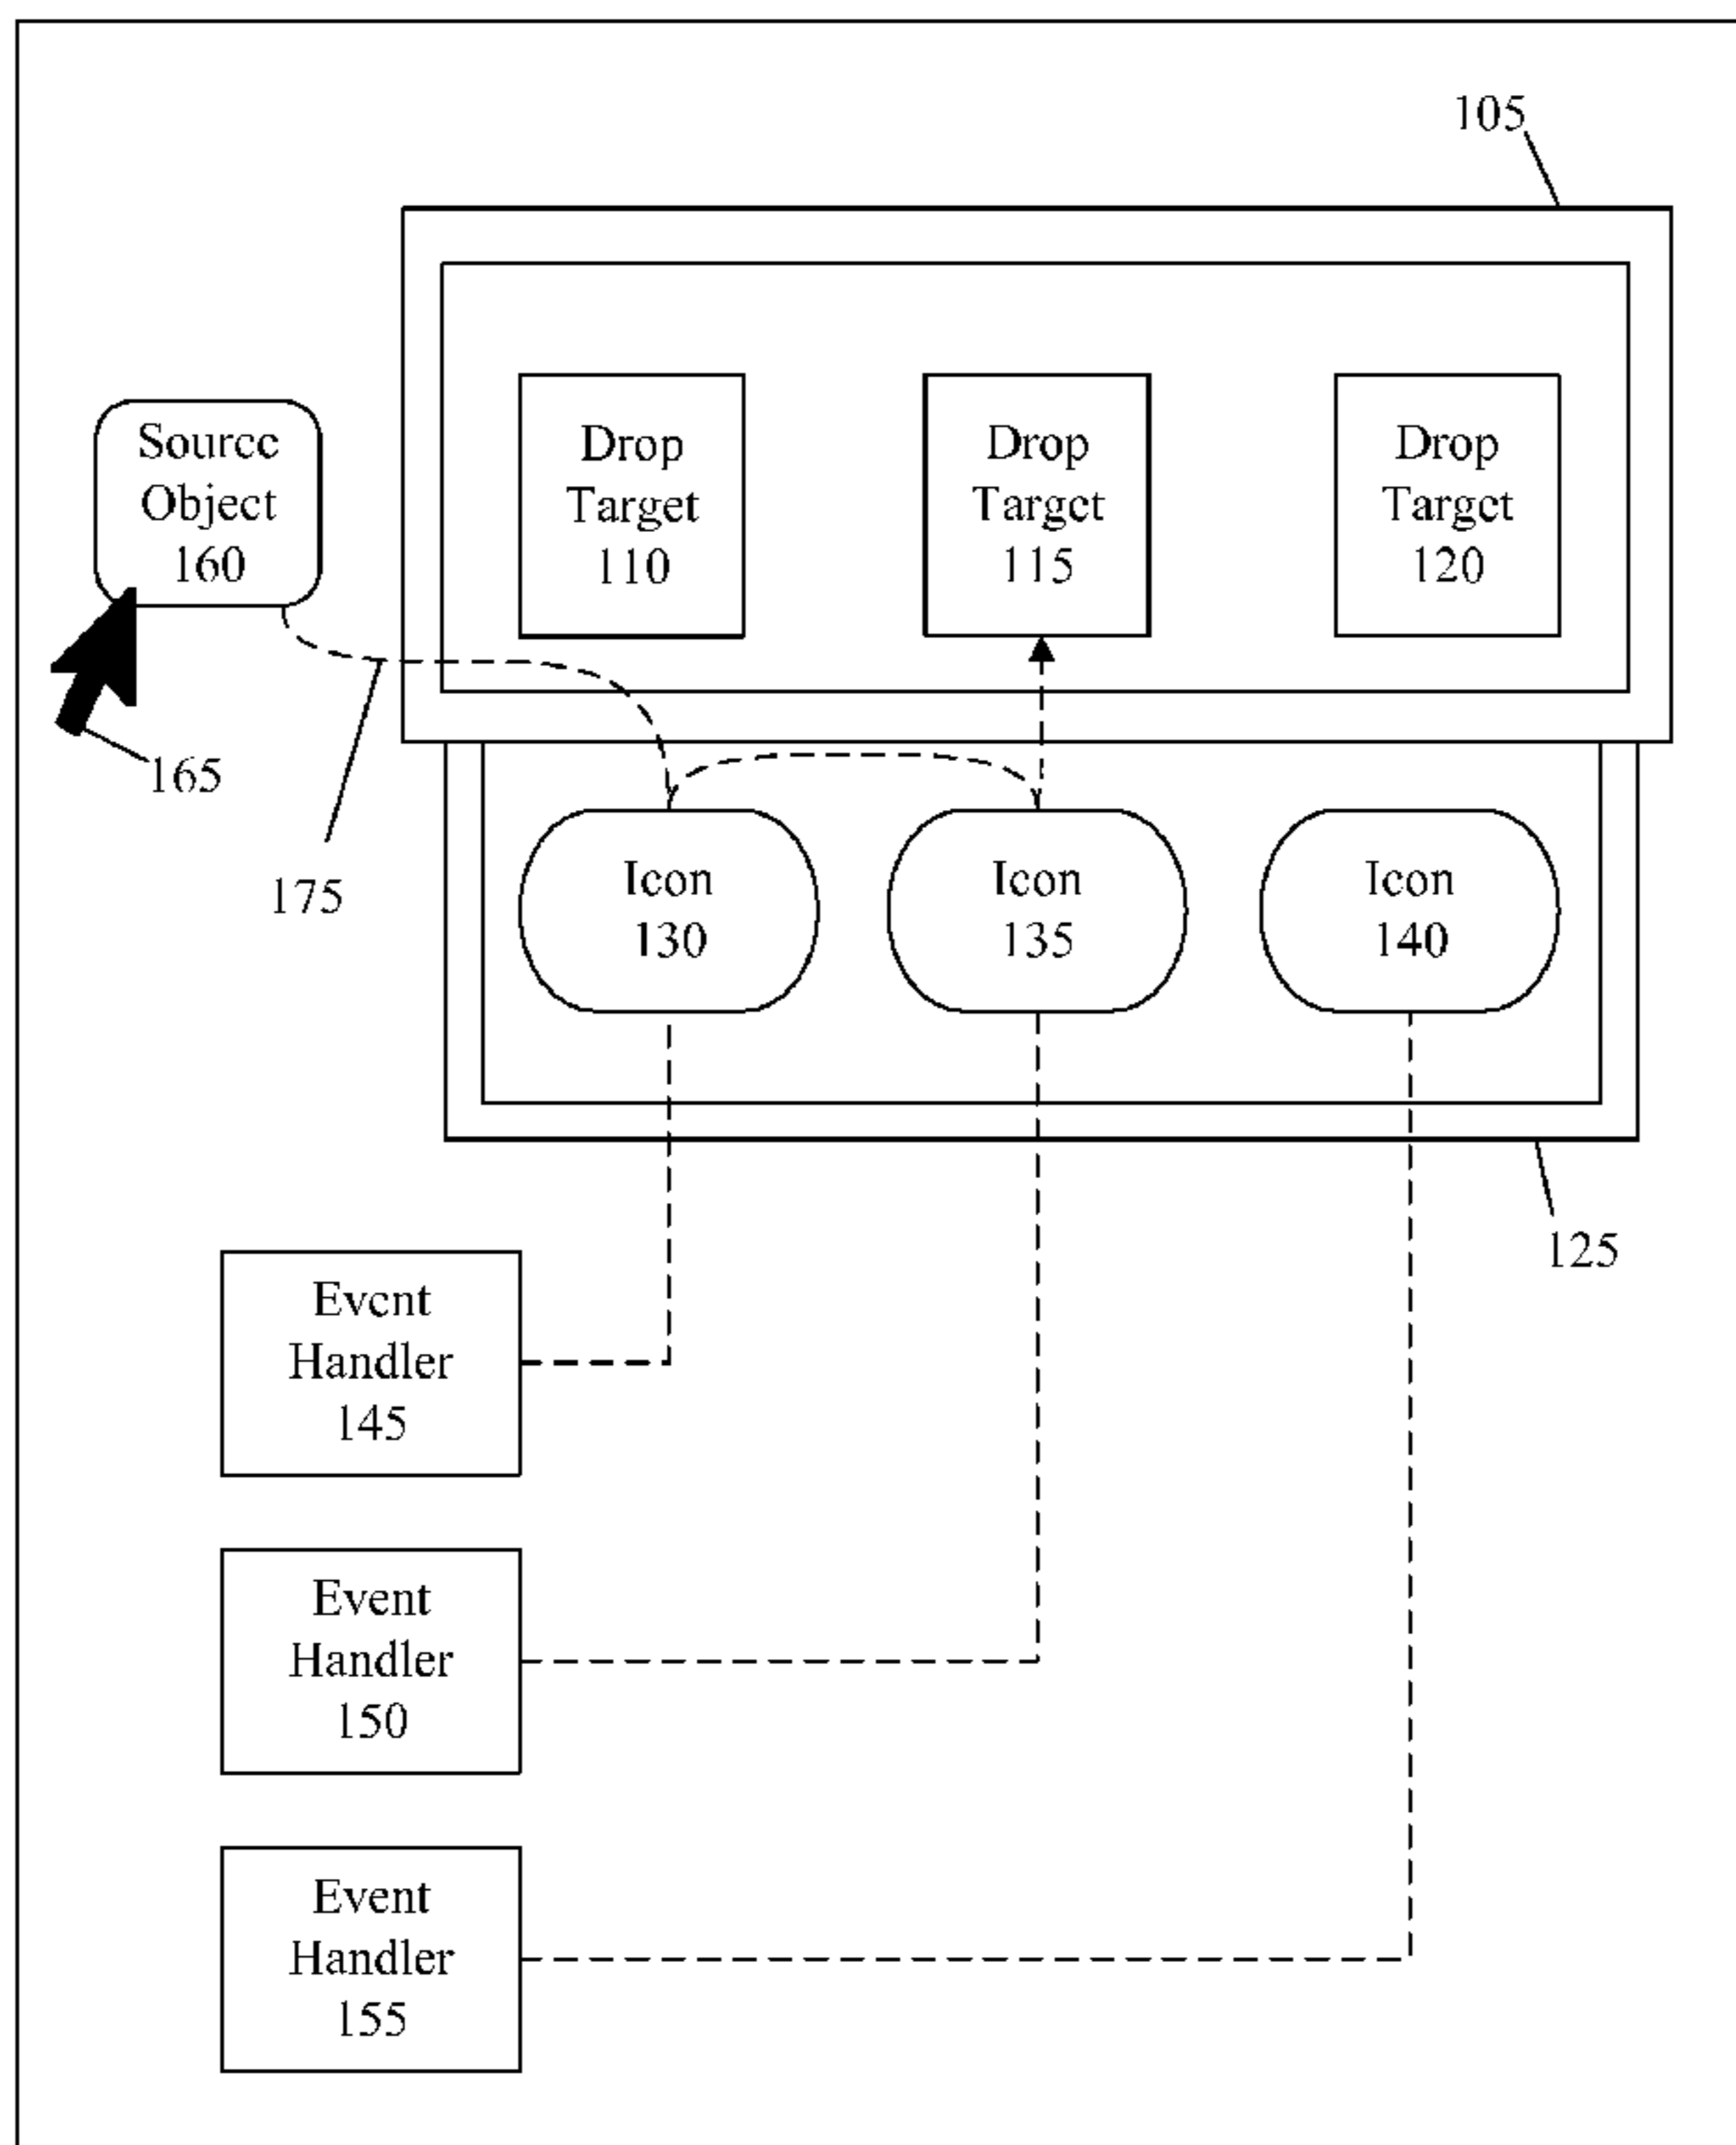 105
Source
Object
160
Drop
Target
110
Drop
Target
115
Drop
Target
120
165
175
Icon
130
Icon
135
Icon
140
125
Event
Handler
145
Event
Handler
150
Event
Handler
155